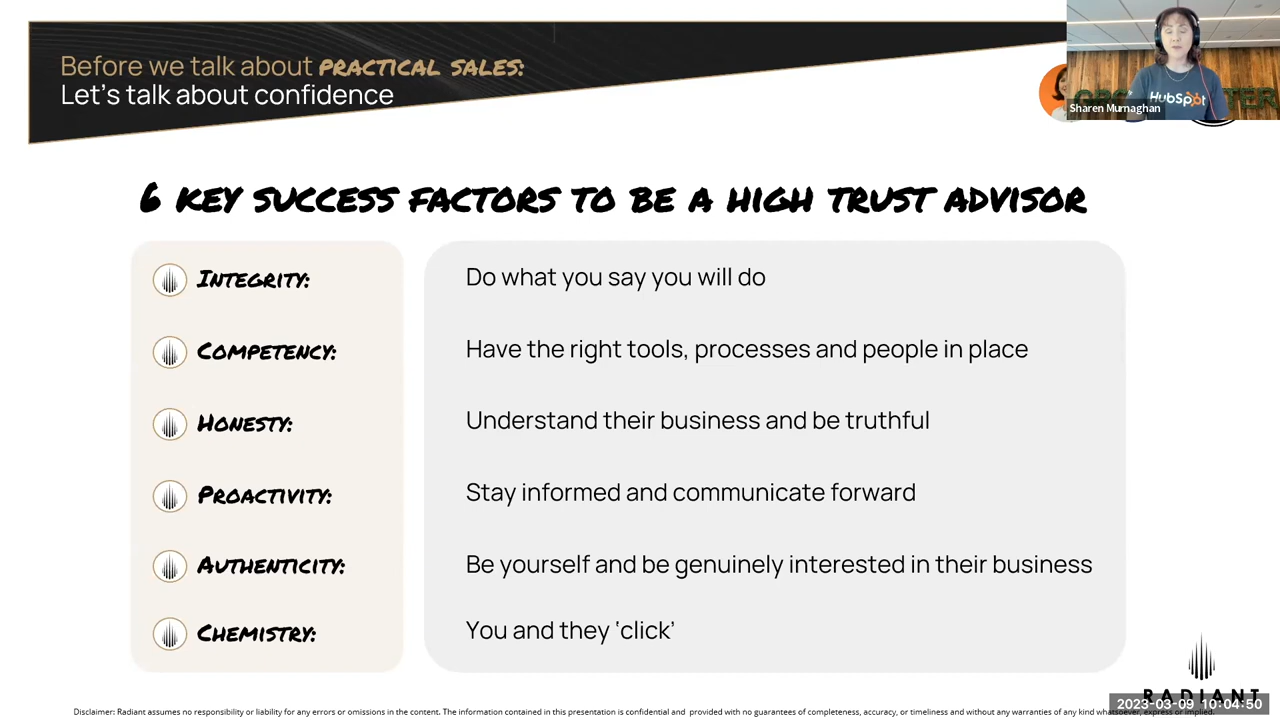 Before we talk about PRACTICAL SALES:
Let's talk about confidence
HubSpot
Sharen Murnaghan
6 KEY SUCCESS FACTORS TO BE A HIGH TRUST ADVISOR
INTEGRITY: Do what you say you will do
COMPETENCY: Have the right tools, processes and people in place
HONESTY: Understand their business and be truthful
PROACTIVITY: Stay informed and communicate forward
AUTHENTICITY: Be yourself and be genuinely interested in their business
CHEMISTRY: You and they ‘click’
RADIANT
2023-03-09 10:04:50
Disclaimer: Radiant assumes no responsibility or liability for any errors or omissions in the content. The information contained in this presentation is confidential and provided with no guarantees of completeness, accuracy, or timeliness and without any warranties of any kind whatsoever, express or implied.